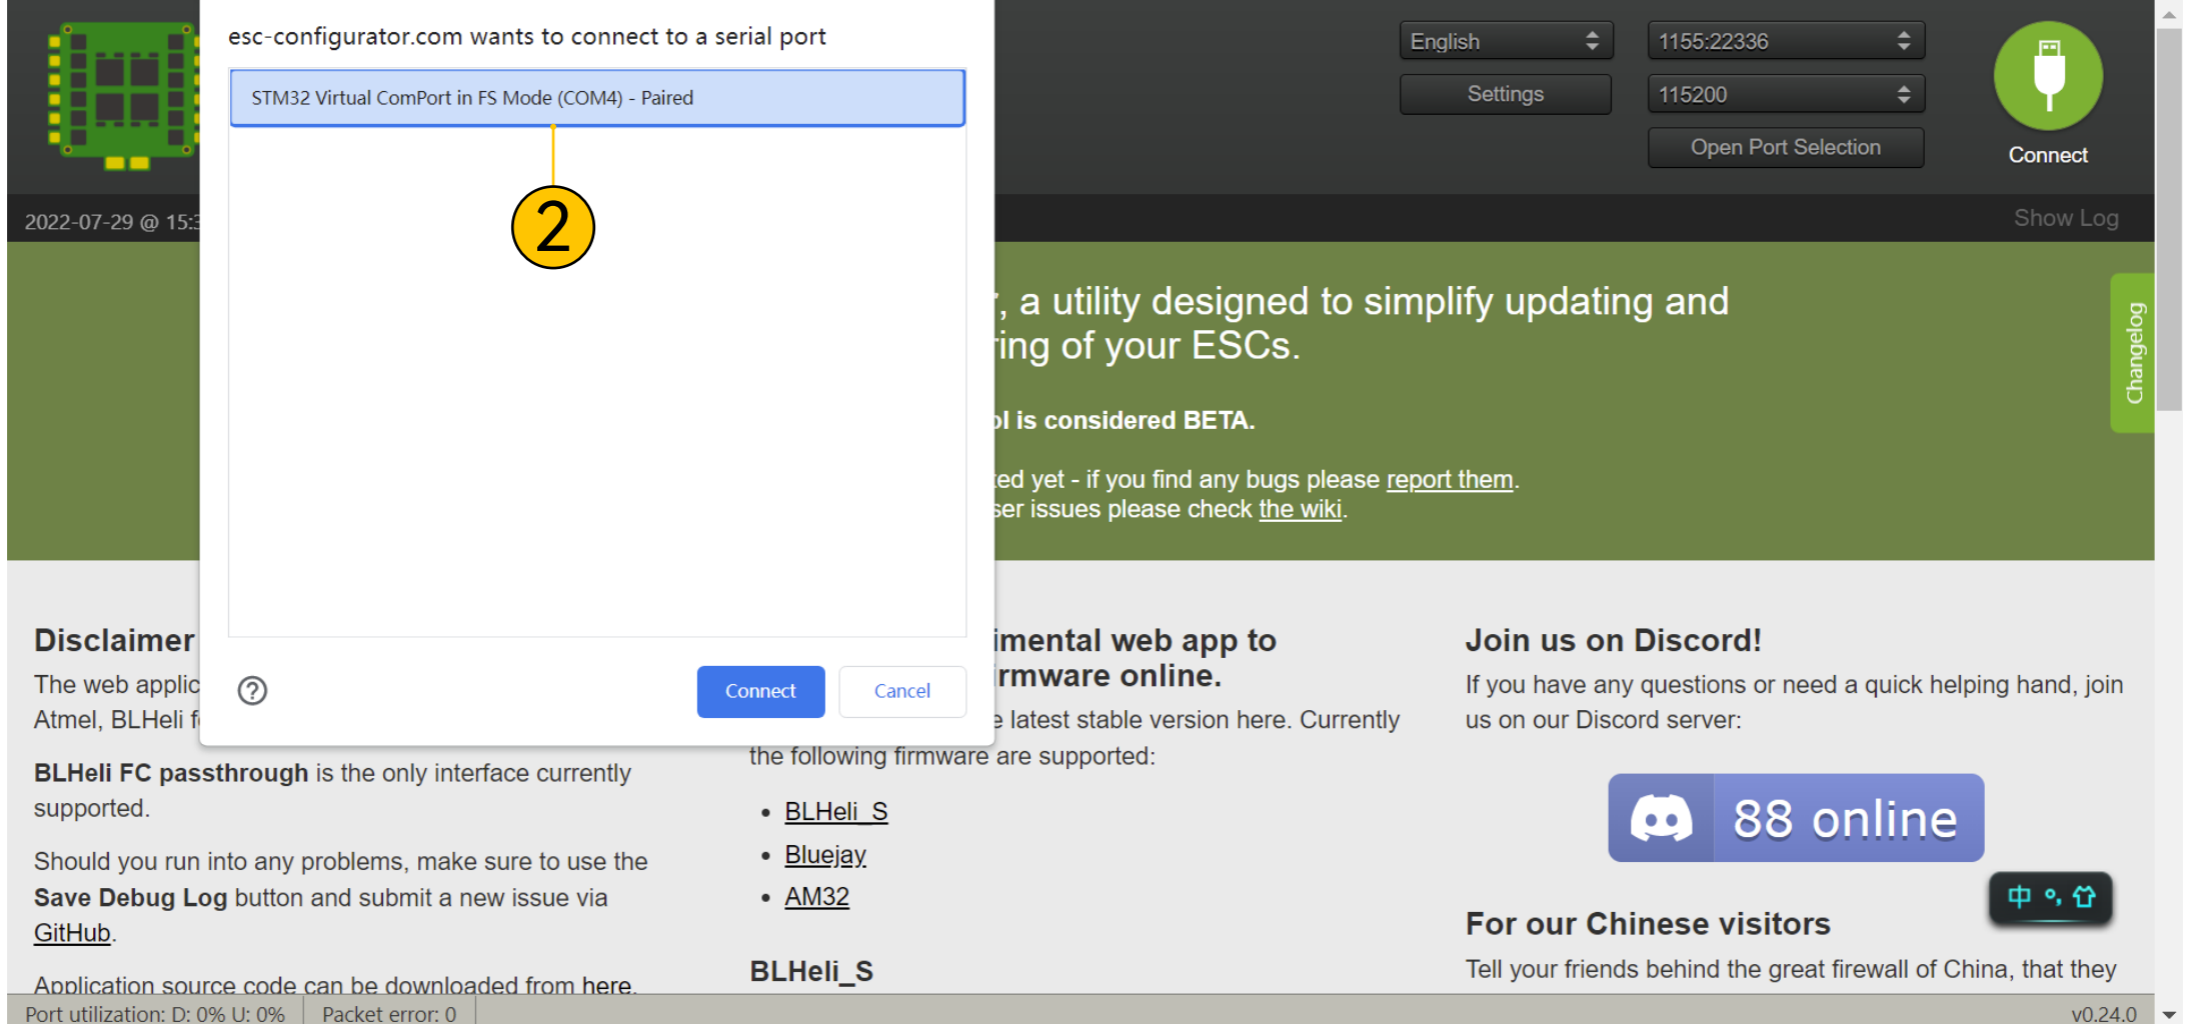 esc-configurator.com wants to connect to a serial port
STM32 Virtual ComPort in FS Mode (COM4) - Paired
2
Connect
Cancel
English
1155:22336
Settings
115200
Open Port Selection
Connect
2022-07-29 @ 15:
Show Log
, a utility designed to simplify updating and
ring of your ESCs.
ol is considered BETA.
ted yet - if you find any bugs please report them.
ser issues please check the wiki.
Changelog
Disclaimer
The web applic
Atmel, BLHeli f
BLHeli FC passthrough is the only interface currently
supported.
Should you run into any problems, make sure to use the
Save Debug Log button and submit a new issue via
GitHub.
Application source code can be downloaded from here.
imental web app to
irmware online.
e latest stable version here. Currently
the following firmware are supported:
BLHeli_S
Bluejay
AM32
BLHeli_S
Join us on Discord!
If you have any questions or need a quick helping hand, join
us on our Discord server:
88 online
中 °,
For our Chinese visitors
Tell your friends behind the great firewall of China, that they
Port utilization: D: 0% U: 0%
Packet error: 0
v0.24.0